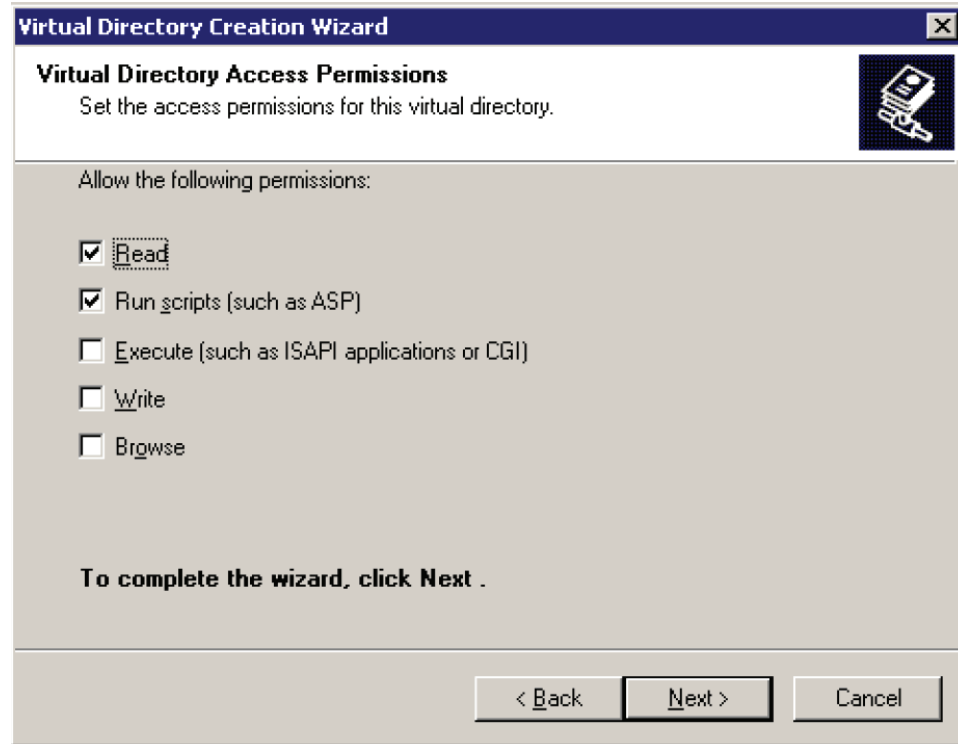 Virtual Directory Creation Wizard
Virtual Directory Access Permissions
Set the access permissions for this virtual directory.
Allow the following permissions:
Read
Run scripts (such as ASP)
Execute (such as ISAPI applications or CGI)
Write
Browse
To complete the wizard, click Next .
< Back Next > Cancel